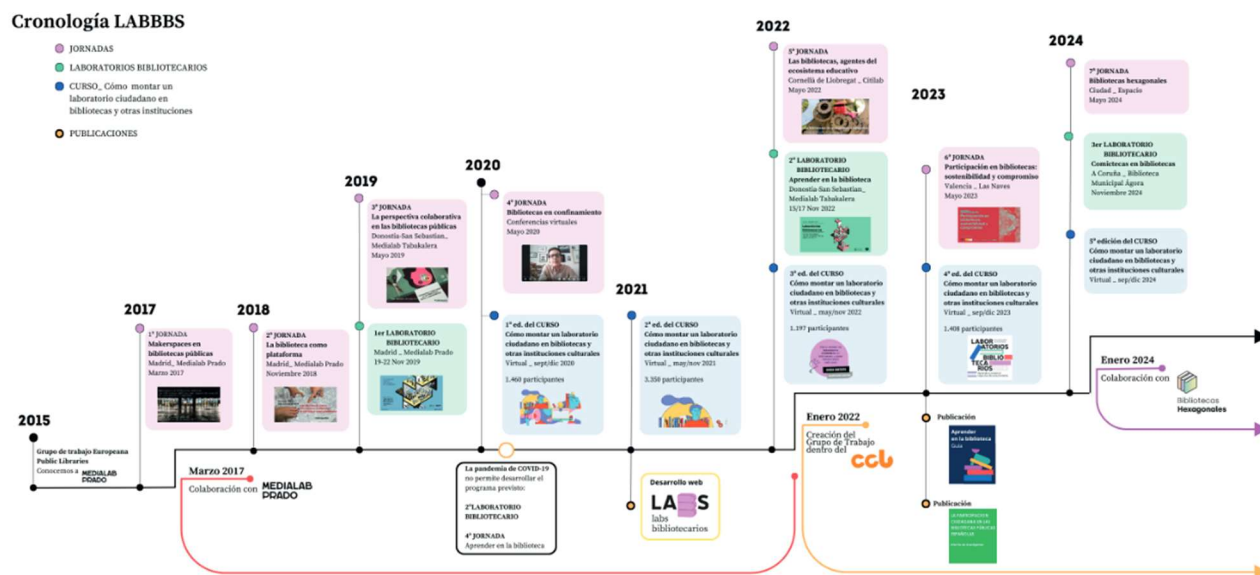 Cronología LABBBS
JORNADAS
LABORATORIOS BIBLIOTECARIOS
CURSO_ Cómo montar un
laboratorio ciudadano en
bibliotecas y otras instituciones
PUBLICACIONES
2015
Grupo de trabajo Europeana
Public Libraries
Conocemos a MEDIALAB
PRADO
2017
1ª JORNADA
Makerspaces en
bibliotecas públicas
Madrid_ Medialab Prado
Marzo 2017
Marzo 2017
Colaboración con MEDIALAB
PRADO
2018
2ª JORNADA
La biblioteca como
plataforma
Madrid_ Medialab Prado
Noviembre 2018
2019
3ª JORNADA
La perspectiva colaborativa
en las bibliotecas públicas
Donostia-San Sebastian_
Medialab Tabakalera
Mayo 2019
1er LABORATORIO
BIBLIOTECARIO
Madrid _ Medialab Prado
19-22 Nov 2019
2020
4ª JORNADA
Bibliotecas en confinamiento
Conferencias virtuales
Mayo 2020
1ª ed. del CURSO
Cómo montar un laboratorio
ciudadano en bibliotecas y
otras instituciones culturales
Virtual _ sept/dic 2020
1.460 participantes
La pandemia de COVID-19
no permite desarrollar el
programa previsto:
2ºLABORATORIO
BIBLIOTECARIO
4ª JORNADA
Aprender en la biblioteca
2021
2ª ed. del CURSO
Cómo montar un laboratorio
ciudadano en bibliotecas y
otras instituciones culturales
Virtual _ may/nov 2021
3.350 participantes
Desarrollo web
LABS
labs
bibliotecarios
2022
5ª JORNADA
Las bibliotecas, agentes del
ecosistema educativo
Cornellà de Llobregat _ Citilab
Mayo 2022
2º LABORATORIO
BIBLIOTECARIO
Aprender en la biblioteca
Donostia-San Sebastian_
Medialab Tabakalera
15/17 Nov 2022
3ª ed. del CURSO
Cómo montar un laboratorio
ciudadano en bibliotecas y
otras instituciones culturales
Virtual _ may/nov 2022
1.197 participantes
Enero 2022
Creación del
Grupo de Trabajo
dentro del
ccb
2023
6ª JORNADA
Participación en bibliotecas:
sostenibilidad y compromiso
Valencia _ Las Naves
Mayo 2023
4ª ed. del CURSO
Cómo montar un laboratorio
ciudadano en bibliotecas y
otras instituciones culturales
Virtual _ sep/dic 2023
1.408 participantes
LABOR
ATORIOS
BIBLIO
TECA
RIOS
Publicación
Aprender
en la biblioteca
Guía
Publicación
2024
7ª JORNADA
Bibliotecas hexagonales
Ciudad _ Espacio
Mayo 2024
3er LABORATORIO
BIBLIOTECARIO
Comictecas en bibliotecas
A Coruña _ Biblioteca
Municipal Ágora
Noviembre 2024
5ª edición del CURSO
Cómo montar un laboratorio
ciudadano en bibliotecas y
otras instituciones culturales
Virtual _ sep/dic 2024
Enero 2024
Colaboración con
Bibliotecas
Hexagonales